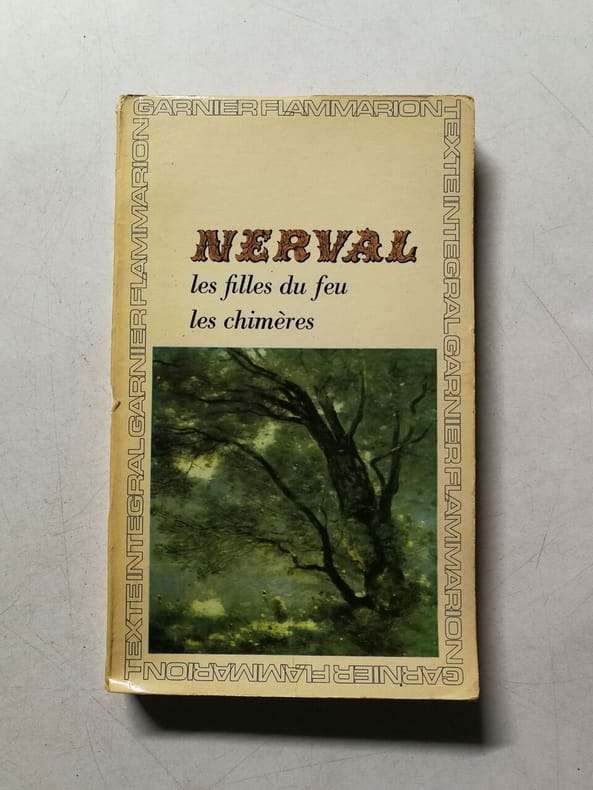 GARNIER FLAMMARION
TEXTE INTEGRAL GARNIER FLAMMARION
NERVAL
les filles du feu
les chimères
TEXTE INTEGRAL GARNIER FLAMMARION
GARNIER FLAMMARION